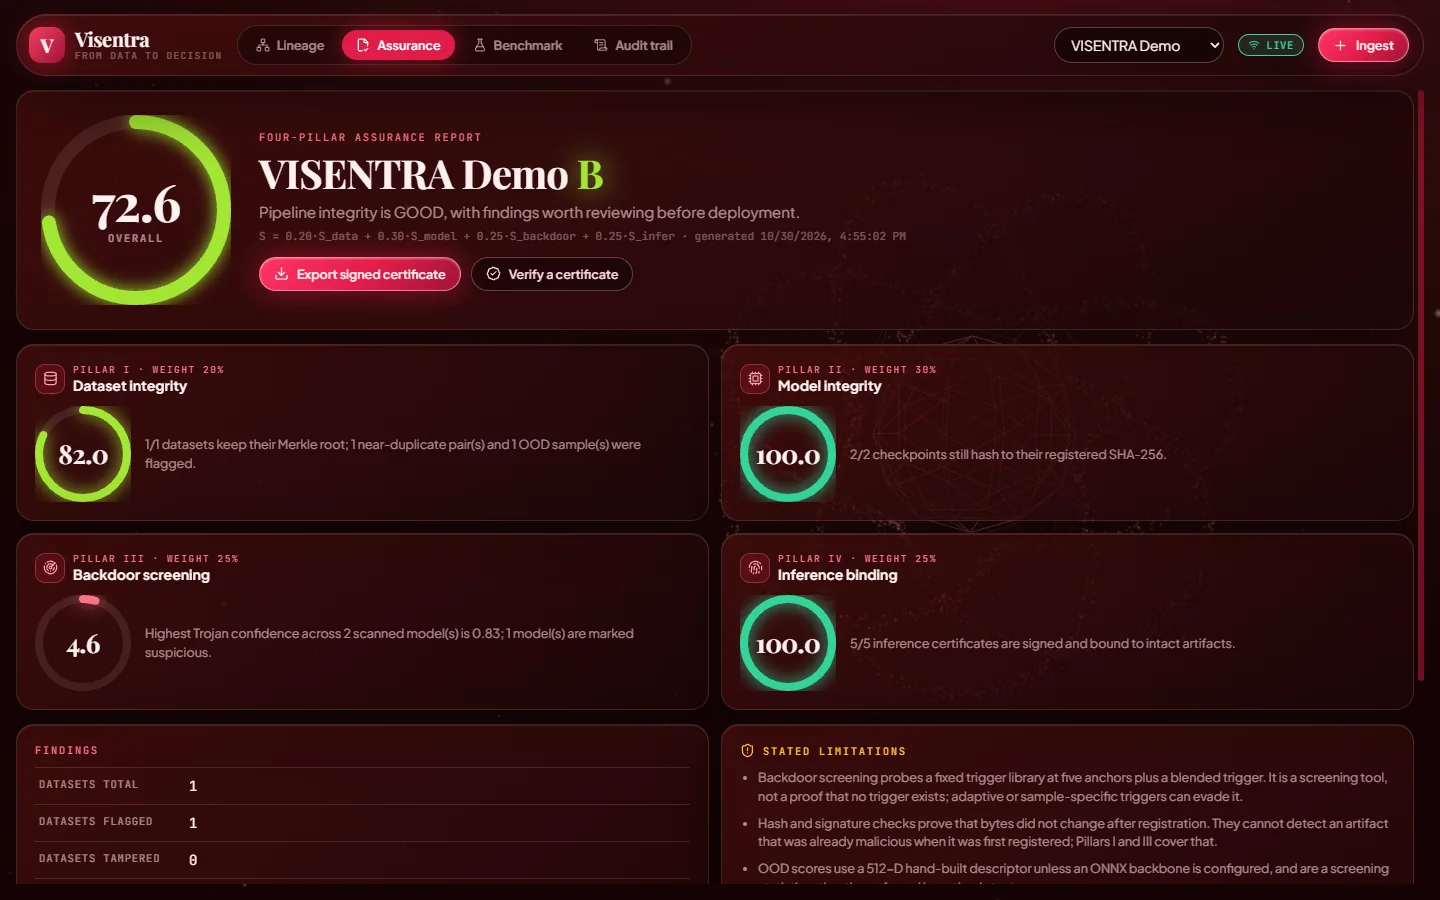 V
Visentra
FROM DATA TO DECISION
Lineage
Assurance
Benchmark
Audit trail
VISENTRA Demo
LIVE
Ingest
72.6
OVERALL
FOUR-PILLAR ASSURANCE REPORT
VISENTRA Demo B
Pipeline integrity is GOOD, with findings worth reviewing before deployment.
S = 0.20·S_data + 0.30·S_model + 0.25·S_backdoor + 0.25·S_infer · generated 10/30/2026, 4:55:02 PM
Export signed certificate
Verify a certificate
PILLAR I · WEIGHT 20%
Dataset integrity
82.0
1/1 datasets keep their Merkle root; 1 near-duplicate pair(s) and 1 OOD sample(s) were
flagged.
PILLAR II · WEIGHT 30%
Model integrity
100.0
2/2 checkpoints still hash to their registered SHA-256.
PILLAR III · WEIGHT 25%
Backdoor screening
4.6
Highest Trojan confidence across 2 scanned model(s) is 0.83; 1 model(s) are marked
suspicious.
PILLAR IV · WEIGHT 25%
Inference binding
100.0
5/5 inference certificates are signed and bound to intact artifacts.
FINDINGS
DATASETS TOTAL 1
DATASETS FLAGGED 1
DATASETS TAMPERED 0
STATED LIMITATIONS
• Backdoor screening probes a fixed trigger library at five anchors plus a blended trigger. It is a screening tool,
not a proof that no trigger exists; adaptive or sample-specific triggers can evade it.
• Hash and signature checks prove that bytes did not change after registration. They cannot detect an artifact
that was already malicious when it was first registered; Pillars I and III cover that.
• OOD scores use a 512-D hand-built descriptor unless an ONNX backbone is configured, and are a screening